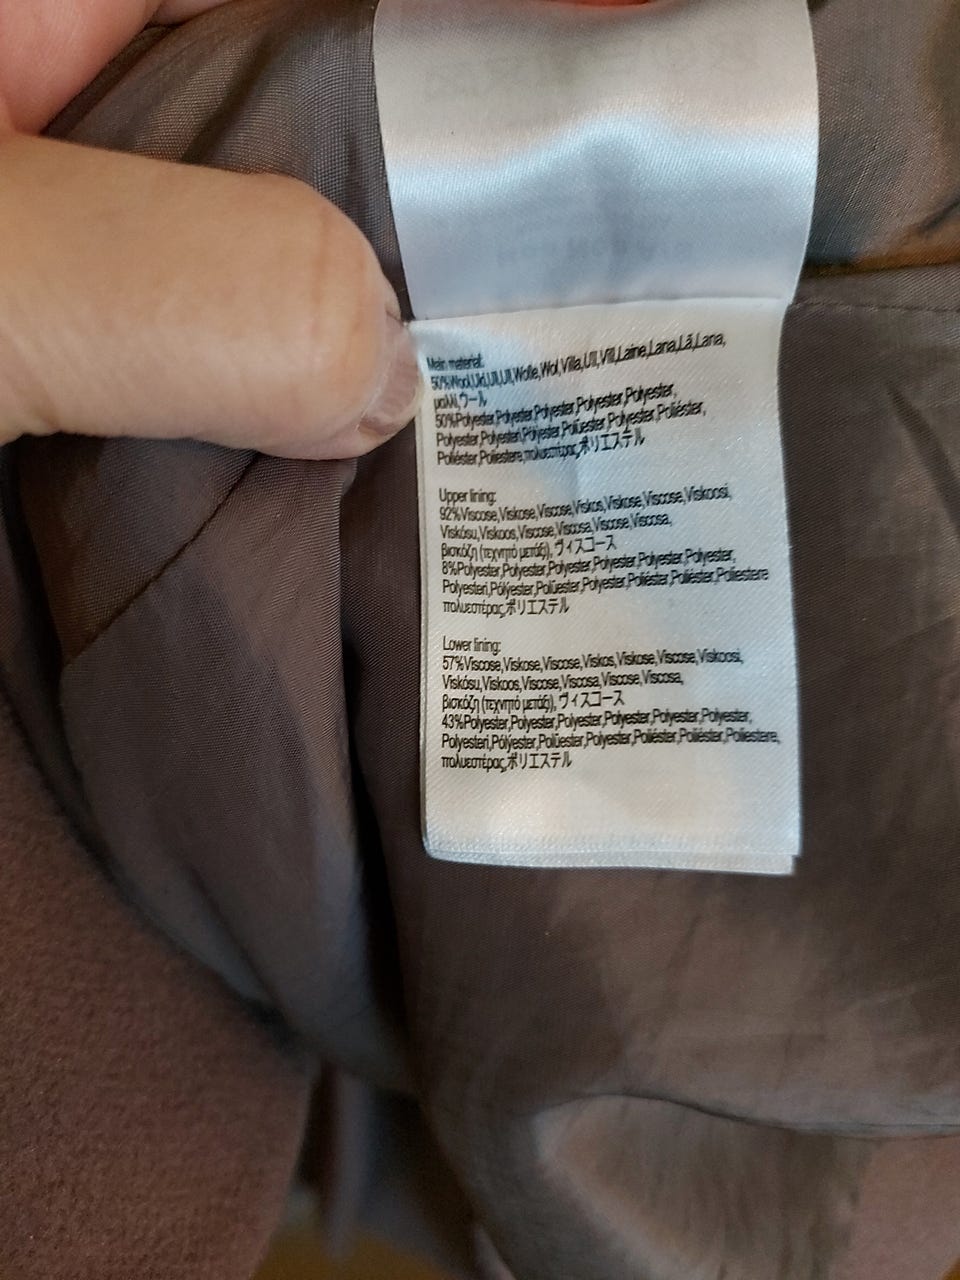 Main material:
50%Wool,Uld,Ull,Ull,Wolle,Wol,Villa,Ull,Vill,Laine,Lana,Lã,Lana,
μαλλί,ウール
50%Polyester,Polyester,Polyester,Polyester,Polyester,
Polyester,Polyesteri,Pólýester,Polüester,Polyester,Poliéster,
Poliéster,Poliestere,πολυεστέρας,ポリエステル
Upper lining:
92%Viscose,Viskose,Viscose,Viskos,Viskose,Viscose,Viskoosi,
Viskósu,Viskoos,Viscose,Viscosa,Viscose,Viscosa,
βισκόζη (τεχνητό μετάξι), ヴィスコース
8%Polyester,Polyester,Polyester,Polyester,Polyester,Polyester,
Polyesteri,Pólýester,Polüester,Polyester,Poliéster,Poliéster,Poliestere
πολυεστέρας,ポリエステル
Lower lining:
57%Viscose,Viskose,Viscose,Viskos,Viskose,Viscose,Viskoosi,
Viskósu,Viskoos,Viscose,Viscosa,Viscose,Viscosa,
βισκόζη (τεχνητό μετάξι), ヴィスコース
43%Polyester,Polyester,Polyester,Polyester,Polyester,Polyester,
Polyesteri,Pólýester,Polüester,Polyester,Poliéster,Poliéster,Poliestere,
πολυεστέρας,ポリエステル